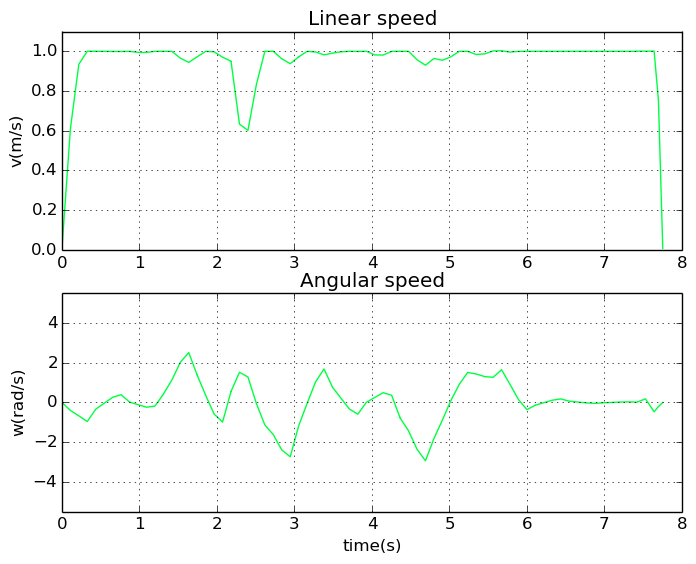 Linear speed
1.0
0.8
0.6
0.4
0.2
0.0
v(m/s)
0 1 2 3 4 5 6 7 8
Angular speed
4
2
0
−2
−4
w(rad/s)
0 1 2 3 4 5 6 7 8
time(s)